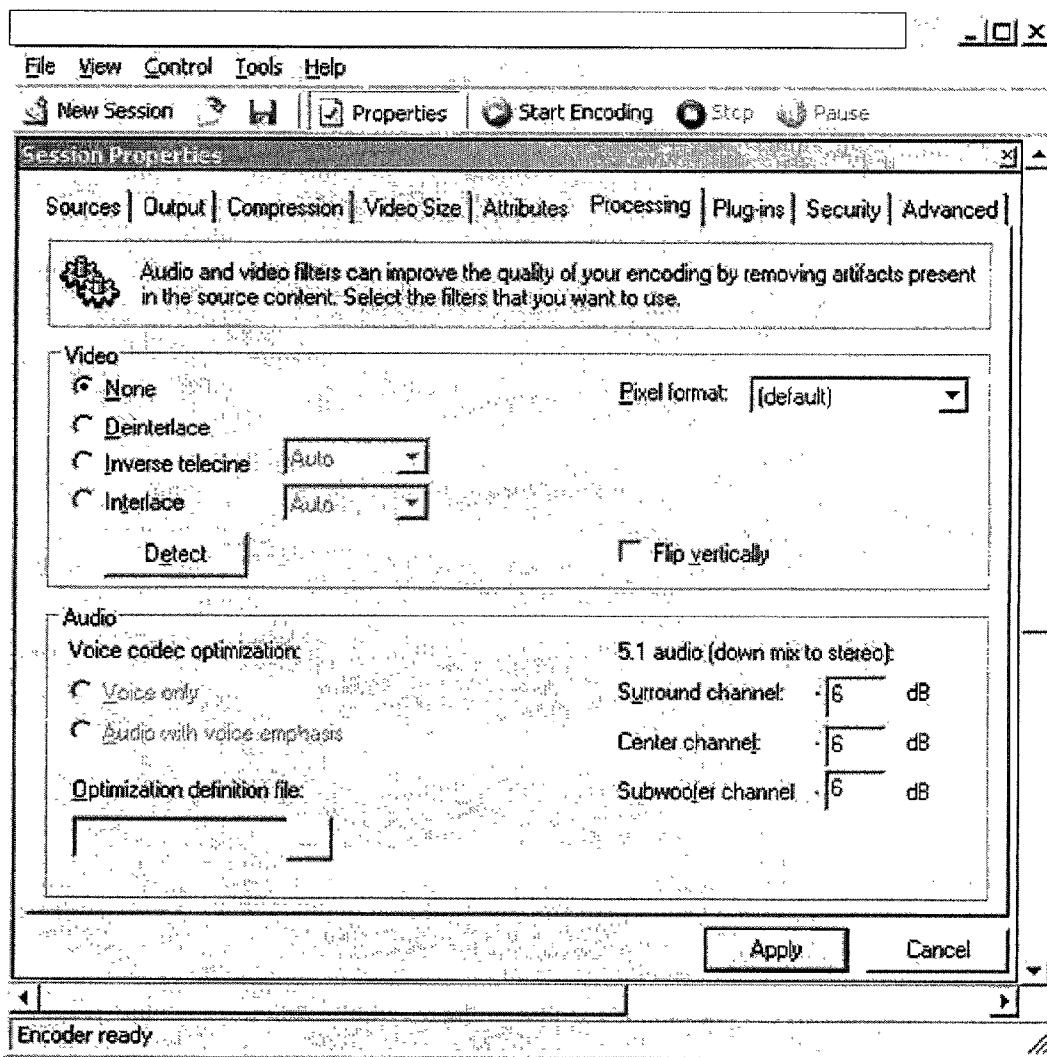 File View Control Tools Help
New Session Properties Start Encoding Stop Pause
Session Properties
Sources Output Compression Video Size Attributes Processing Plug-ins Security Advanced
Audio and video filters can improve the quality of your encoding by removing artifacts present
in the source content. Select the filters that you want to use.
Video
None
Pixel format: (default)
Deinterlace
Inverse telecine Auto
Interlace Auto
Detect
Flip vertically
Audio
Voice codec optimization:
Voice only
Audio with voice emphasis
Optimization definition file:
5.1 audio (down mix to stereo):
Surround channel: -6 dB
Center channel: -6 dB
Subwoofer channel -6 dB
Apply Cancel
Encoder ready